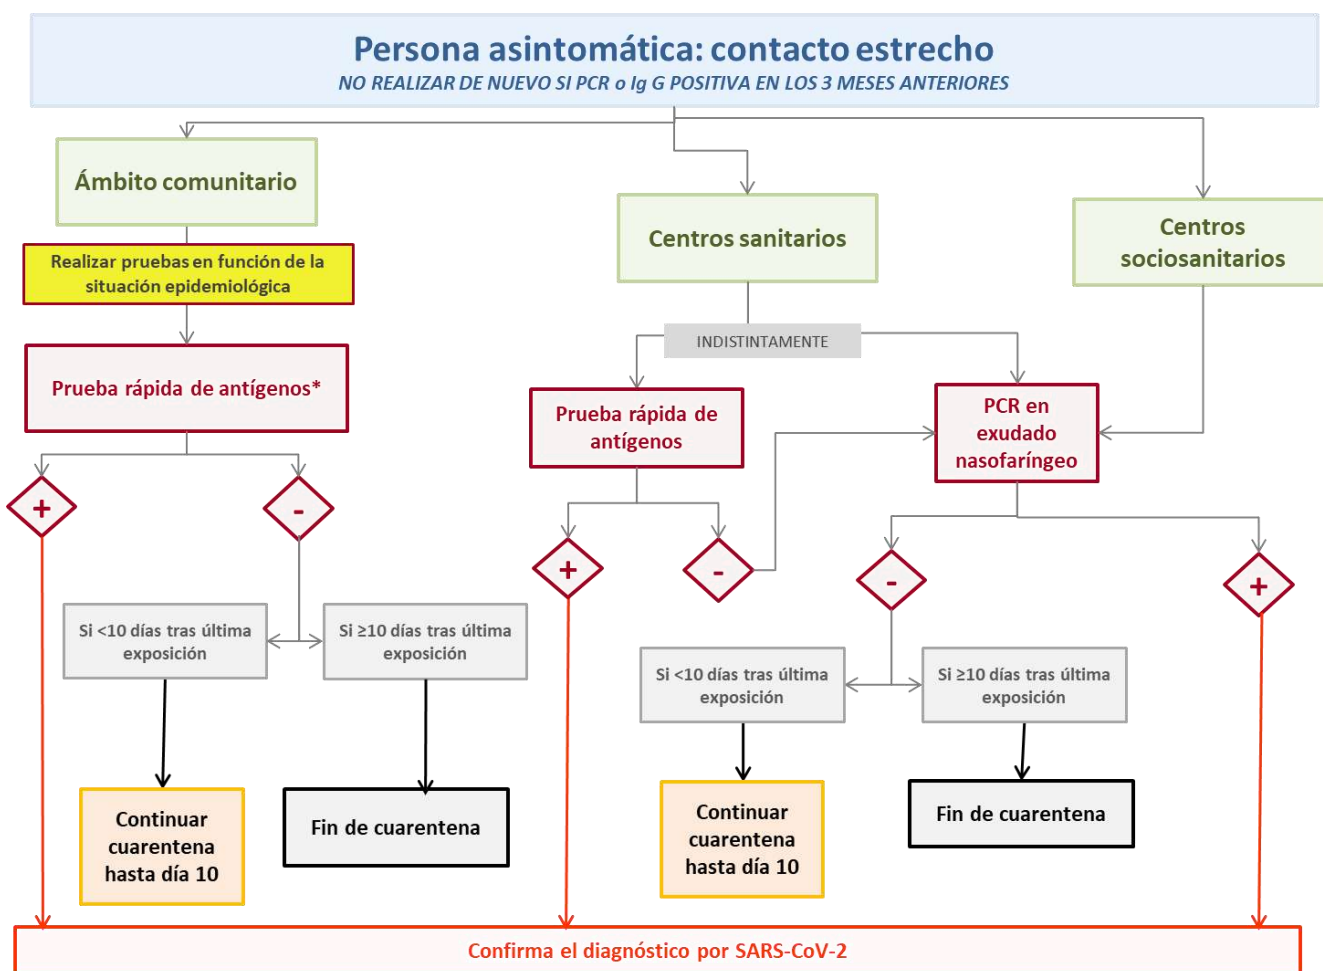 Persona asintomática: contacto estrecho
NO REALIZAR DE NUEVO SI PCR o Ig G POSITIVA EN LOS 3 MESES ANTERIORES
Ámbito comunitario
Realizar pruebas en función de la
situación epidemiológica
Prueba rápida de antígenos*
+
-
Si <10 días tras última
exposición
Si ≥10 días tras última
exposición
Continuar
cuarentena
hasta día 10
Fin de cuarentena
Centros sanitarios
INDISTINTAMENTE
Prueba rápida de
antígenos
+
-
Centros
sociosanitarios
PCR en
exudado
nasofaríngeo
-
+
Si <10 días tras última
exposición
Si ≥10 días tras última
exposición
Continuar
cuarentena
hasta día 10
Fin de cuarentena
Confirma el diagnóstico por SARS-CoV-2